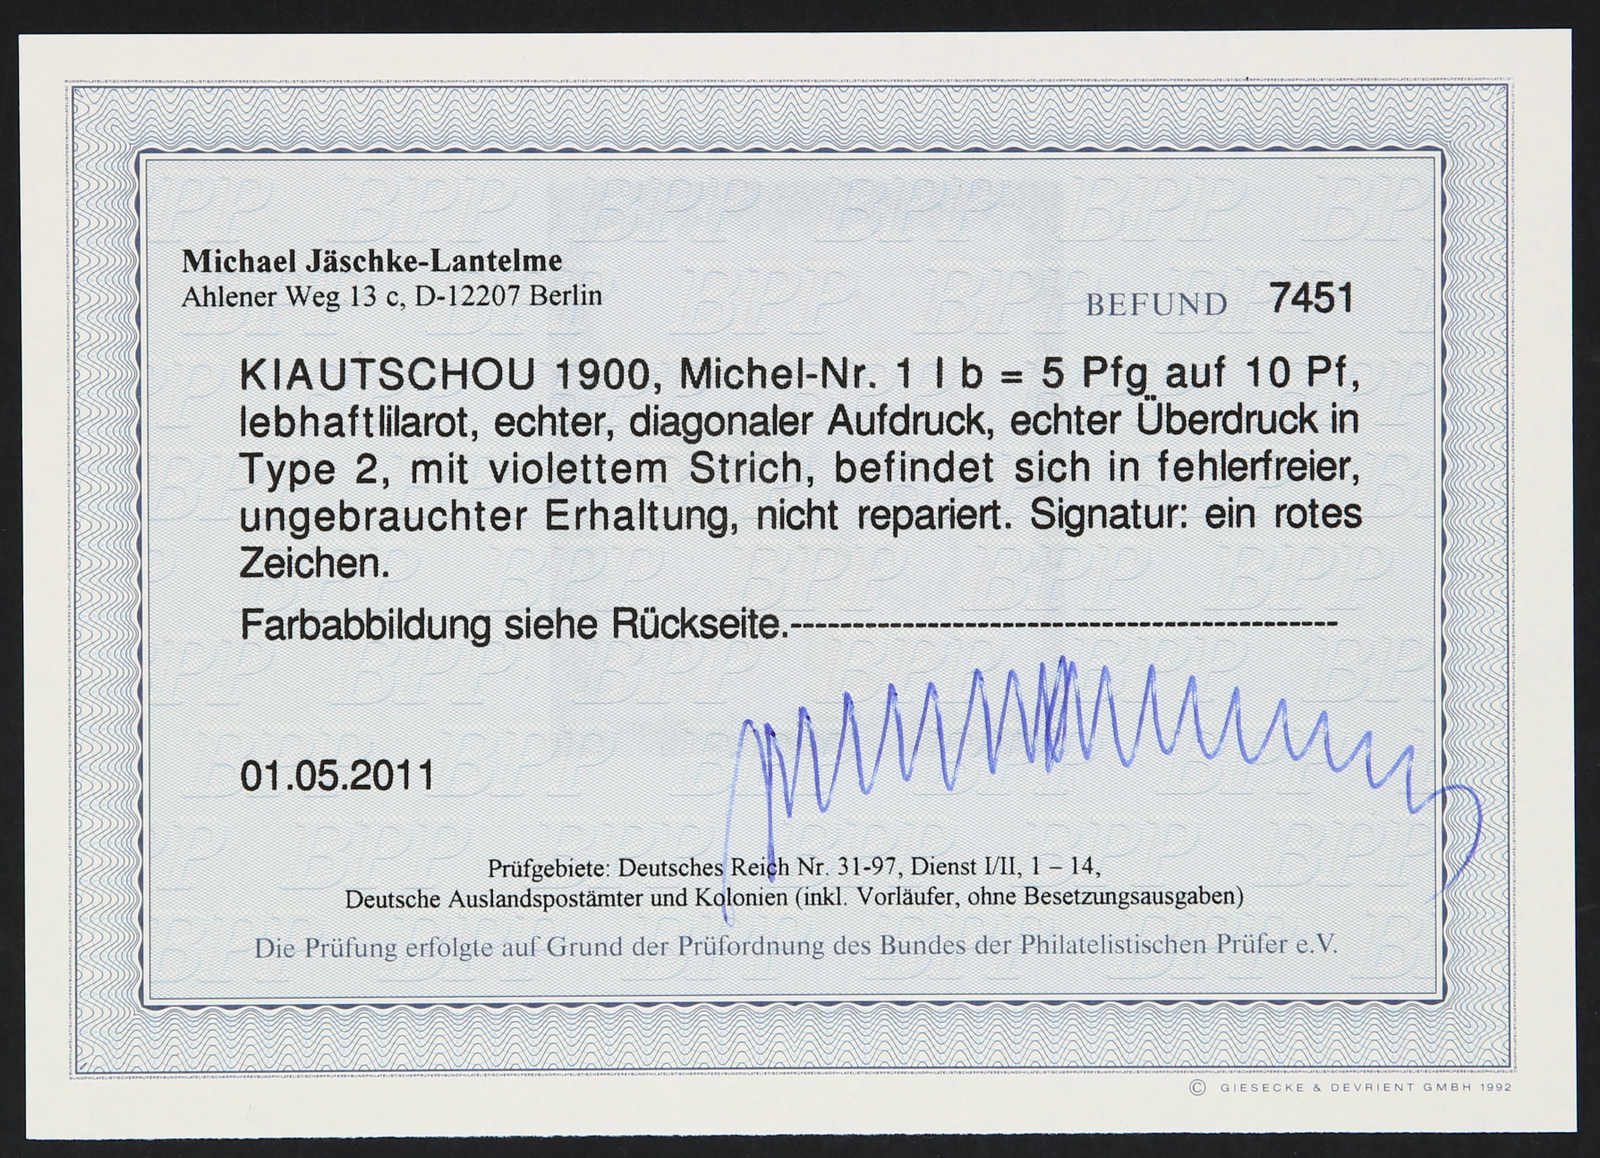 Michael Jäschke-Lantelme
Ahlener Weg 13 c, D-12207 Berlin
BEFUND 7451
KIAUTSCHOU 1900, Michel-Nr. 1 I b = 5 Pfg auf 10 Pf,
lebhaftlilarot, echter, diagonaler Aufdruck, echter Überdruck in
Type 2, mit violettem Strich, befindet sich in fehlerfreier,
ungebrauchter Erhaltung, nicht repariert. Signatur: ein rotes
Zeichen.
Farbabbildung siehe Rückseite.--------------------------------------------
01.05.2011
Prüfgebiete: Deutsches Reich Nr. 31-97, Dienst I/II, 1 – 14,
Deutsche Auslandspostämter und Kolonien (inkl. Vorläufer, ohne Besetzungsausgaben)
Die Prüfung erfolgte auf Grund der Prüfordnung des Bundes der Philatelistischen Prüfer e.V.
© GIESECKE & DEVRIENT GMBH 1992